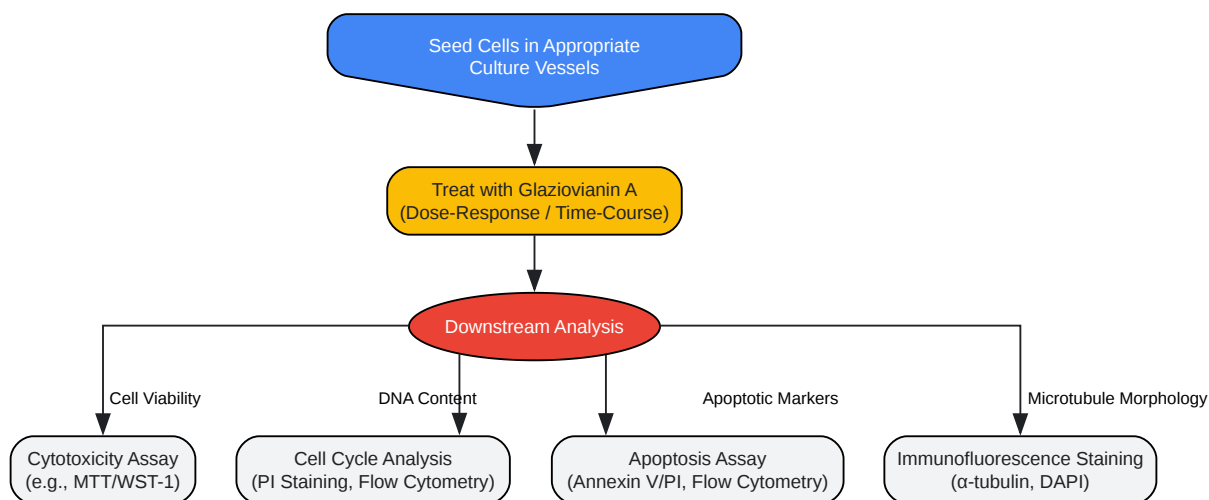 Seed Cells in Appropriate
Culture Vessels
Treat with Glaziovianin A
(Dose-Response / Time-Course)
Downstream Analysis
Cell Viability
DNA Content
Apoptotic Markers
Microtubule Morphology
Cytotoxicity Assay
(e.g., MTT/WST-1)
Cell Cycle Analysis
(PI Staining, Flow Cytometry)
Apoptosis Assay
(Annexin V/PI, Flow Cytometry)
Immunofluorescence Staining
(α-tubulin, DAPI)